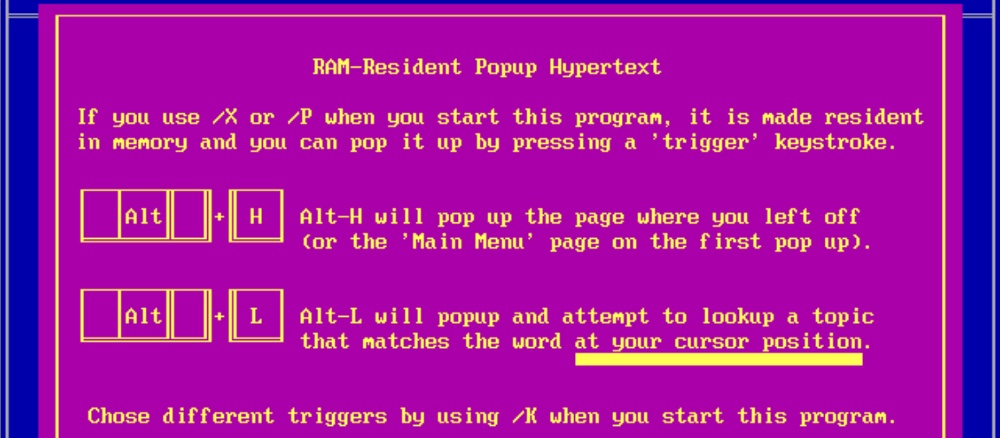 RAM-Resident Popup Hypertext
If you use /X or /P when you start this program, it is made resident
in memory and you can pop it up by pressing a 'trigger' keystroke.
Alt + H Alt-H will pop up the page where you left off
(or the 'Main Menu' page on the first pop up).
Alt + L Alt-L will popup and attempt to lookup a topic
that matches the word at your cursor position.
Chose different triggers by using /K when you start this program.